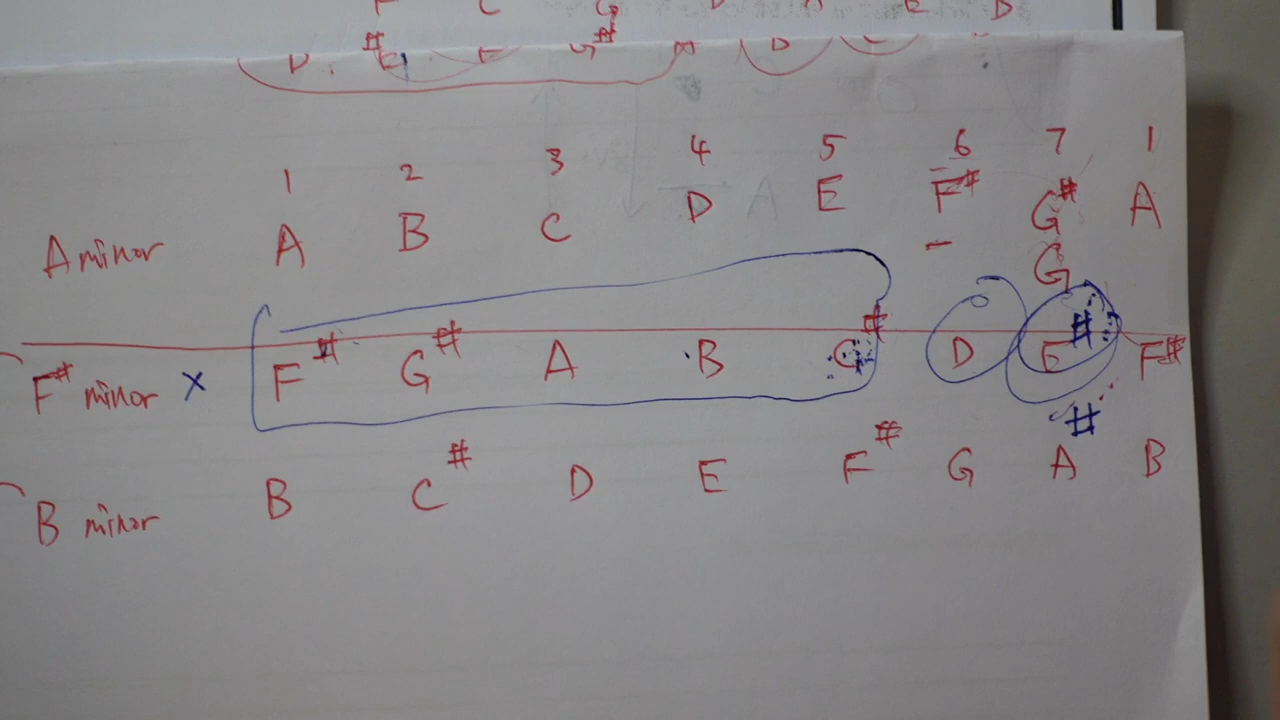 1 2 3 4 5 6 7 1
A minor A B C D E F# G# A
G
F# minor x F# G# A B C# D E# F#
B minor B C# D E F# G A# B